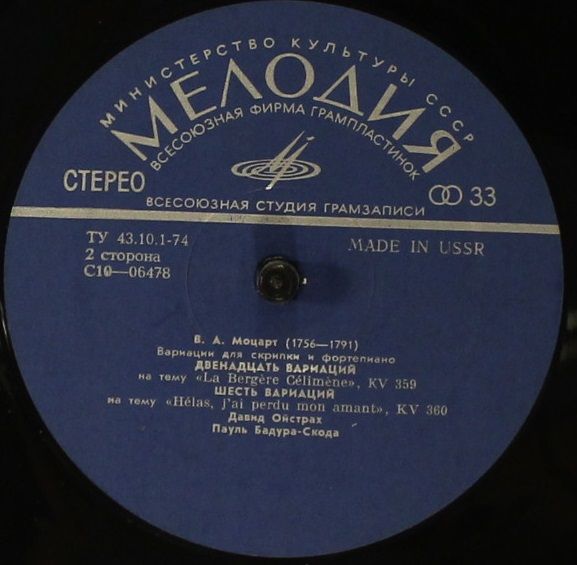 МИНИСТЕРСТВО КУЛЬТУРЫ СССР
МЕЛОДИЯ
ВСЕСОЮЗНАЯ ФИРМА ГРАМПЛАСТИНОК
СТЕРЕО
33
ВСЕСОЮЗНАЯ СТУДИЯ ГРАМЗАПИСИ
ТУ 43.10.1-74
MADE IN USSR
2 сторона
С10—06478
В. А. Моцарт (1756—1791)
Вариации для скрипки и фортепиано
ДВЕНАДЦАТЬ ВАРИАЦИЙ
на тему «La Bergère Célimène», KV 359
ШЕСТЬ ВАРИАЦИЙ
на тему «Hélas, j'ai perdu mon amant», KV 360
Давид Ойстрах
Пауль Бадура-Скода